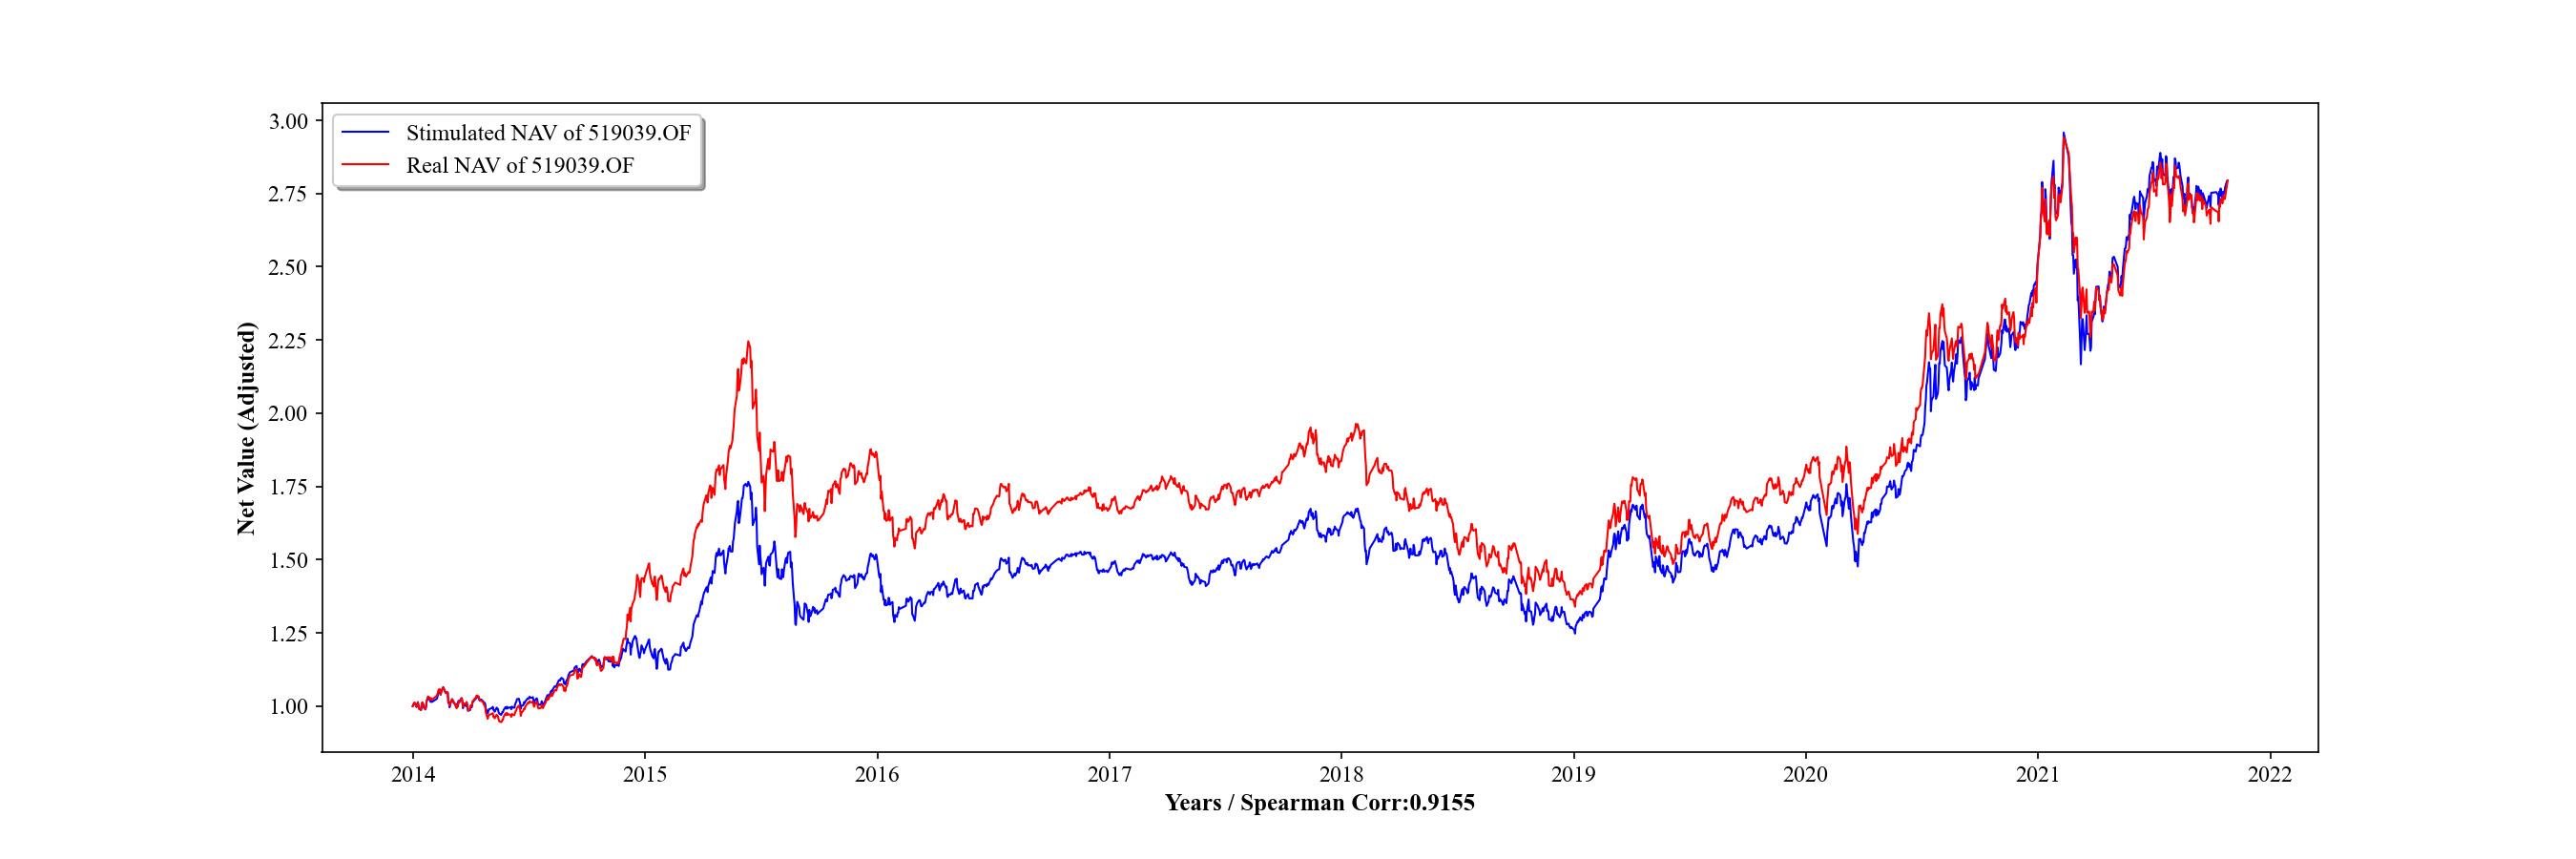 Stimulated NAV of 519039.OF
Real NAV of 519039.OF
3.00
2.75
2.50
2.25
2.00
1.75
1.50
1.25
1.00
Net Value (Adjusted)
2014 2015 2016 2017 2018 2019 2020 2021 2022
Years / Spearman Corr:0.9155